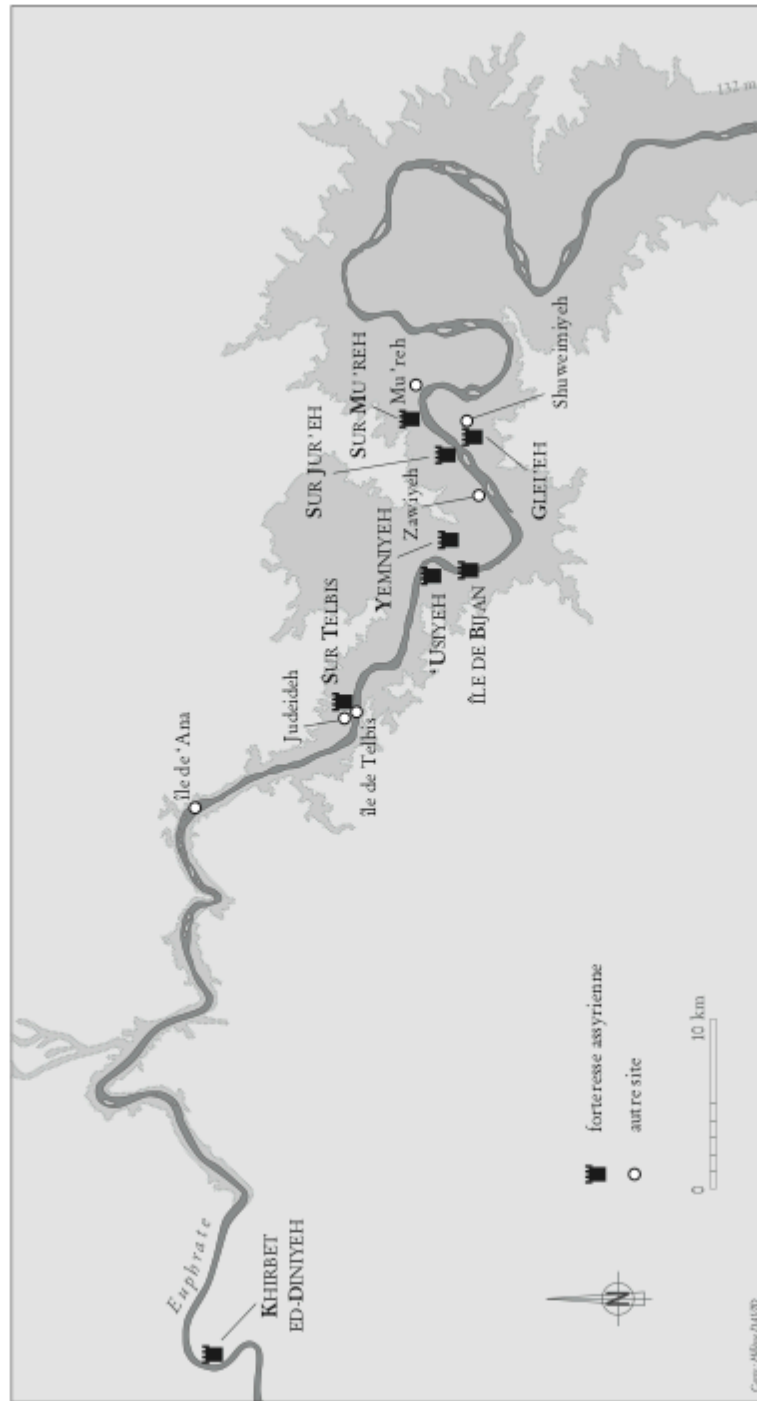 Euphrate
KHIRBET
ED-DINIYEH
île de ‘Ana
Judeideh
SUR TELBIS
île de Telbis
YEMNIYEH
‘USIYEH
ÎLE DE BIJAN
Zawiyeh
SUR JUR‘EH
SUR MU‘REH
Mu‘reh
GLEI‘EH
Shuweimiyeh
132 m
forteresse assyrienne
autre site
0
10 km
N